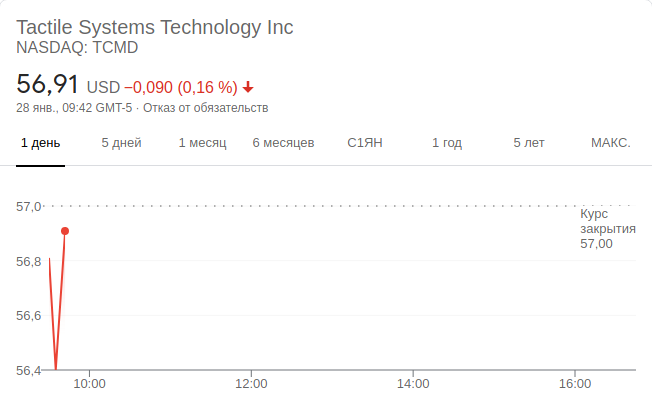 Tactile Systems Technology Inc
NASDAQ: TCMD
56,91 USD −0,090 (0,16 %)
28 янв., 09:42 GMT-5 · Отказ от обязательств
1 день 5 дней 1 месяц 6 месяцев С1ЯН 1 год 5 лет МАКС.
57,0
Курс
закрытия
57,00
56,8
56,6
56,4
10:00 12:00 14:00 16:00